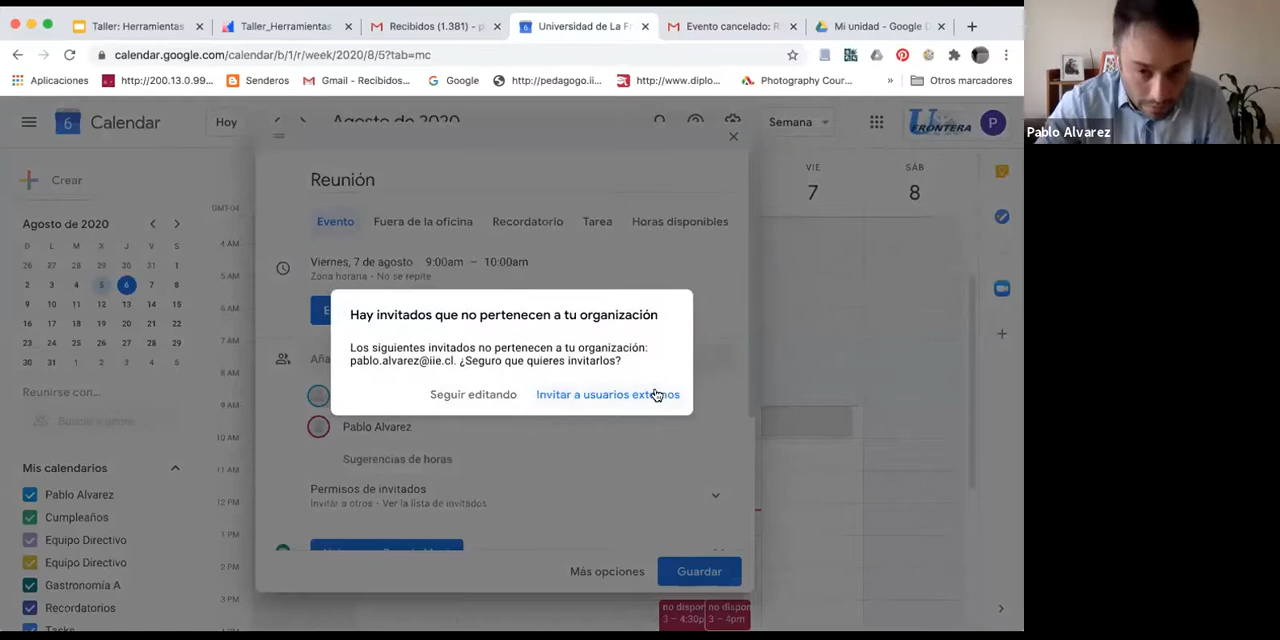 Taller: Herramientas
Taller_Herramientas
Recibidos (1.381) - p
Universidad de La Fr
Evento cancelado: R
Mi unidad - Google D
calendar.google.com/calendar/b/1/r/week/2020/8/5?tab=mc
Aplicaciones
http://200.13.0.99...
Senderos
Gmail - Recibidos...
Google
http://pedagogo.ii...
http://www.diplo...
Photography Cour...
»
Otros marcadores
6
Calendar
Hoy
Agosto de 2020
Semana
U FRONTERA
P
Pablo Alvarez
Crear
Agosto de 2020
D L M X J V S
26 27 28 29 30 31 1
2 3 4 5 6 7 8
9 10 11 12 13 14 15
16 17 18 19 20 21 22
23 24 25 26 27 28 29
30 31 1 2 3 4 5
Reunirse con...
Mis calendarios
Pablo Alvarez
Cumpleaños
Equipo Directivo
Equipo Directivo
Gastronomía A
Recordatorios
Tasks
GMT-04
4 AM
5 AM
6 AM
7 AM
8 AM
9 AM
10 AM
11 AM
12 PM
1 PM
2 PM
3 PM
VIE
7
SÁB
8
Reunión
Evento
Fuera de la oficina
Recordatorio
Tarea
Horas disponibles
Viernes, 7 de agosto 9:00am – 10:00am
Zona horaria · No se repite
Hay invitados que no pertenecen a tu organización
Los siguientes invitados no pertenecen a tu organización:
pablo.alvarez@iie.cl. ¿Seguro que quieres invitarlos?
Seguir editando
Invitar a usuarios externos
Pablo Alvarez
Sugerencias de horas
Permisos de invitados
Invitar a otros · Ver la lista de invitados
Más opciones
Guardar
no dispon
3 – 4:30p
no dispon
3 – 4pm